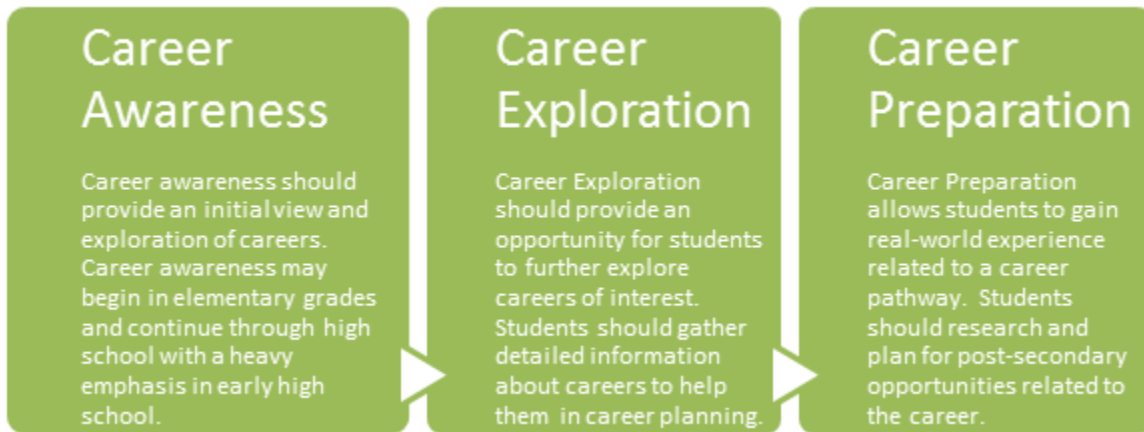 Career
Awareness
Career awareness should
provide an initial view and
exploration of careers.
Career awareness may
begin in elementary grades
and continue through high
school with a heavy
emphasis in early high
school.
Career
Exploration
Career Exploration
should provide an
opportunity for students
to further explore
careers of interest.
Students should gather
detailed information
about careers to help
them in career planning.
Career
Preparation
Career Preparation
allows students to gain
real-world experience
related to a career
pathway. Students
should research and
plan for post-secondary
opportunities related to
the career.